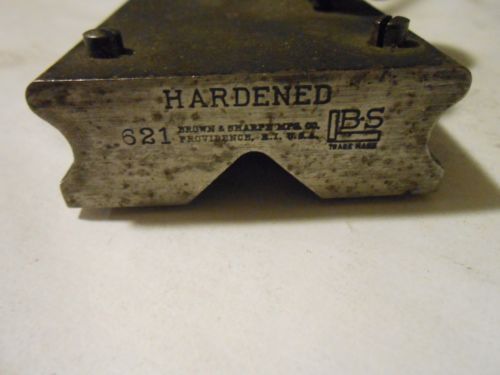 HARDENED
621 BROWN & SHARPE MFG. CO.
PROVIDENCE, R.I. U.S.A.
B·S
TRADE MARK